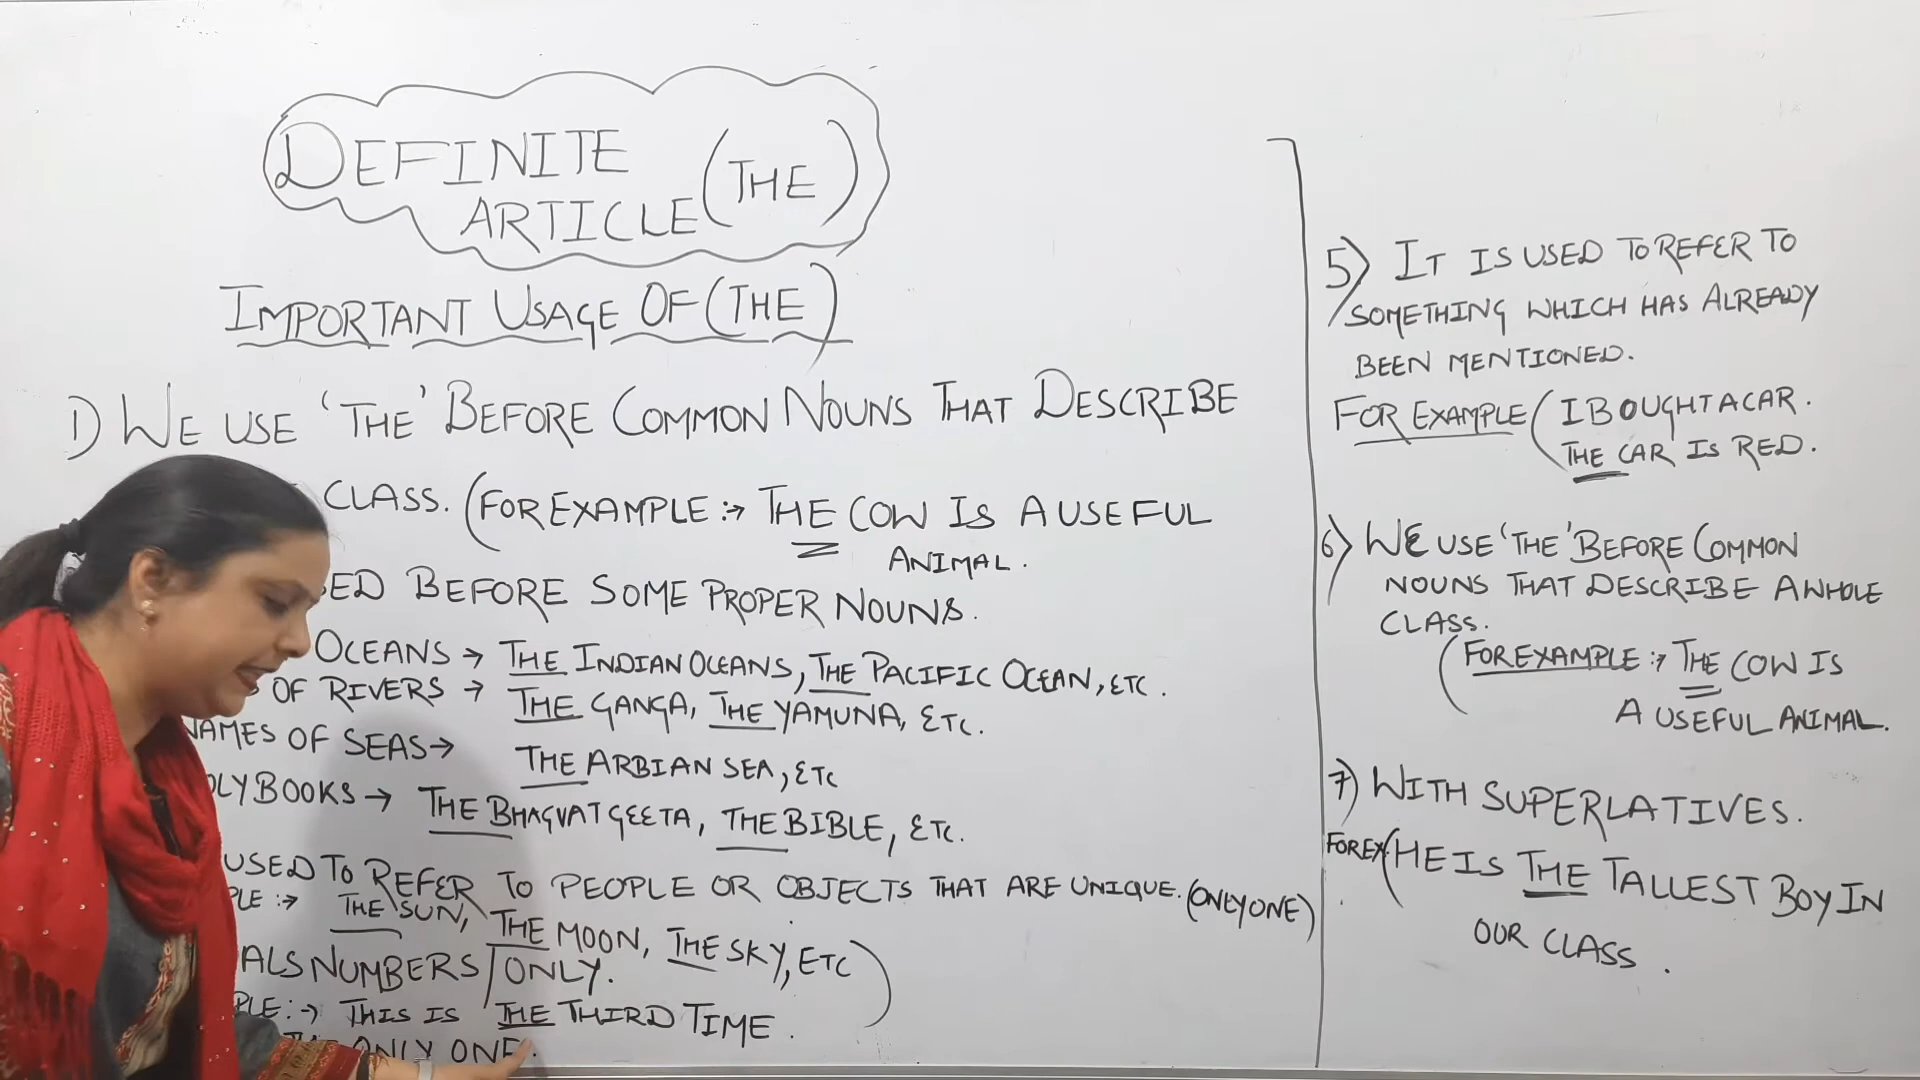 DEFINITE
ARTICLE (THE)
IMPORTANT USAGE OF (THE)
1) WE USE 'THE' BEFORE COMMON NOUNS THAT DESCRIBE
CLASS. (FOR EXAMPLE :→ THE COW IS A USEFUL
ANIMAL.
BEFORE SOME PROPER NOUNS.
OCEANS → THE INDIAN OCEANS, THE PACIFIC OCEAN, ETC.
OF RIVERS → THE GANGA, THE YAMUNA, ETC.
NAMES OF SEAS → THE ARBIAN SEA, ETC
BOOKS → THE BHAGVAT GEETA, THE BIBLE, ETC.
USED TO REFER TO PEOPLE OR OBJECTS THAT ARE UNIQUE. (ONLY ONE)
:→ THE SUN, THE MOON, THE SKY, ETC)
NUMBERS / ONLY.
:→ THIS IS THE THIRD TIME.
ONLY ONE.
5) IT IS USED TO REFER TO
SOMETHING WHICH HAS ALREADY
BEEN MENTIONED.
FOR EXAMPLE (I BOUGHT A CAR.
THE CAR IS RED.
6) WE USE 'THE' BEFORE COMMON
NOUNS THAT DESCRIBE A WHOLE
CLASS.
(FOR EXAMPLE :→ THE COW IS
A USEFUL ANIMAL.
7) WITH SUPERLATIVES.
FOR EX. (HE IS THE TALLEST BOY IN
OUR CLASS.